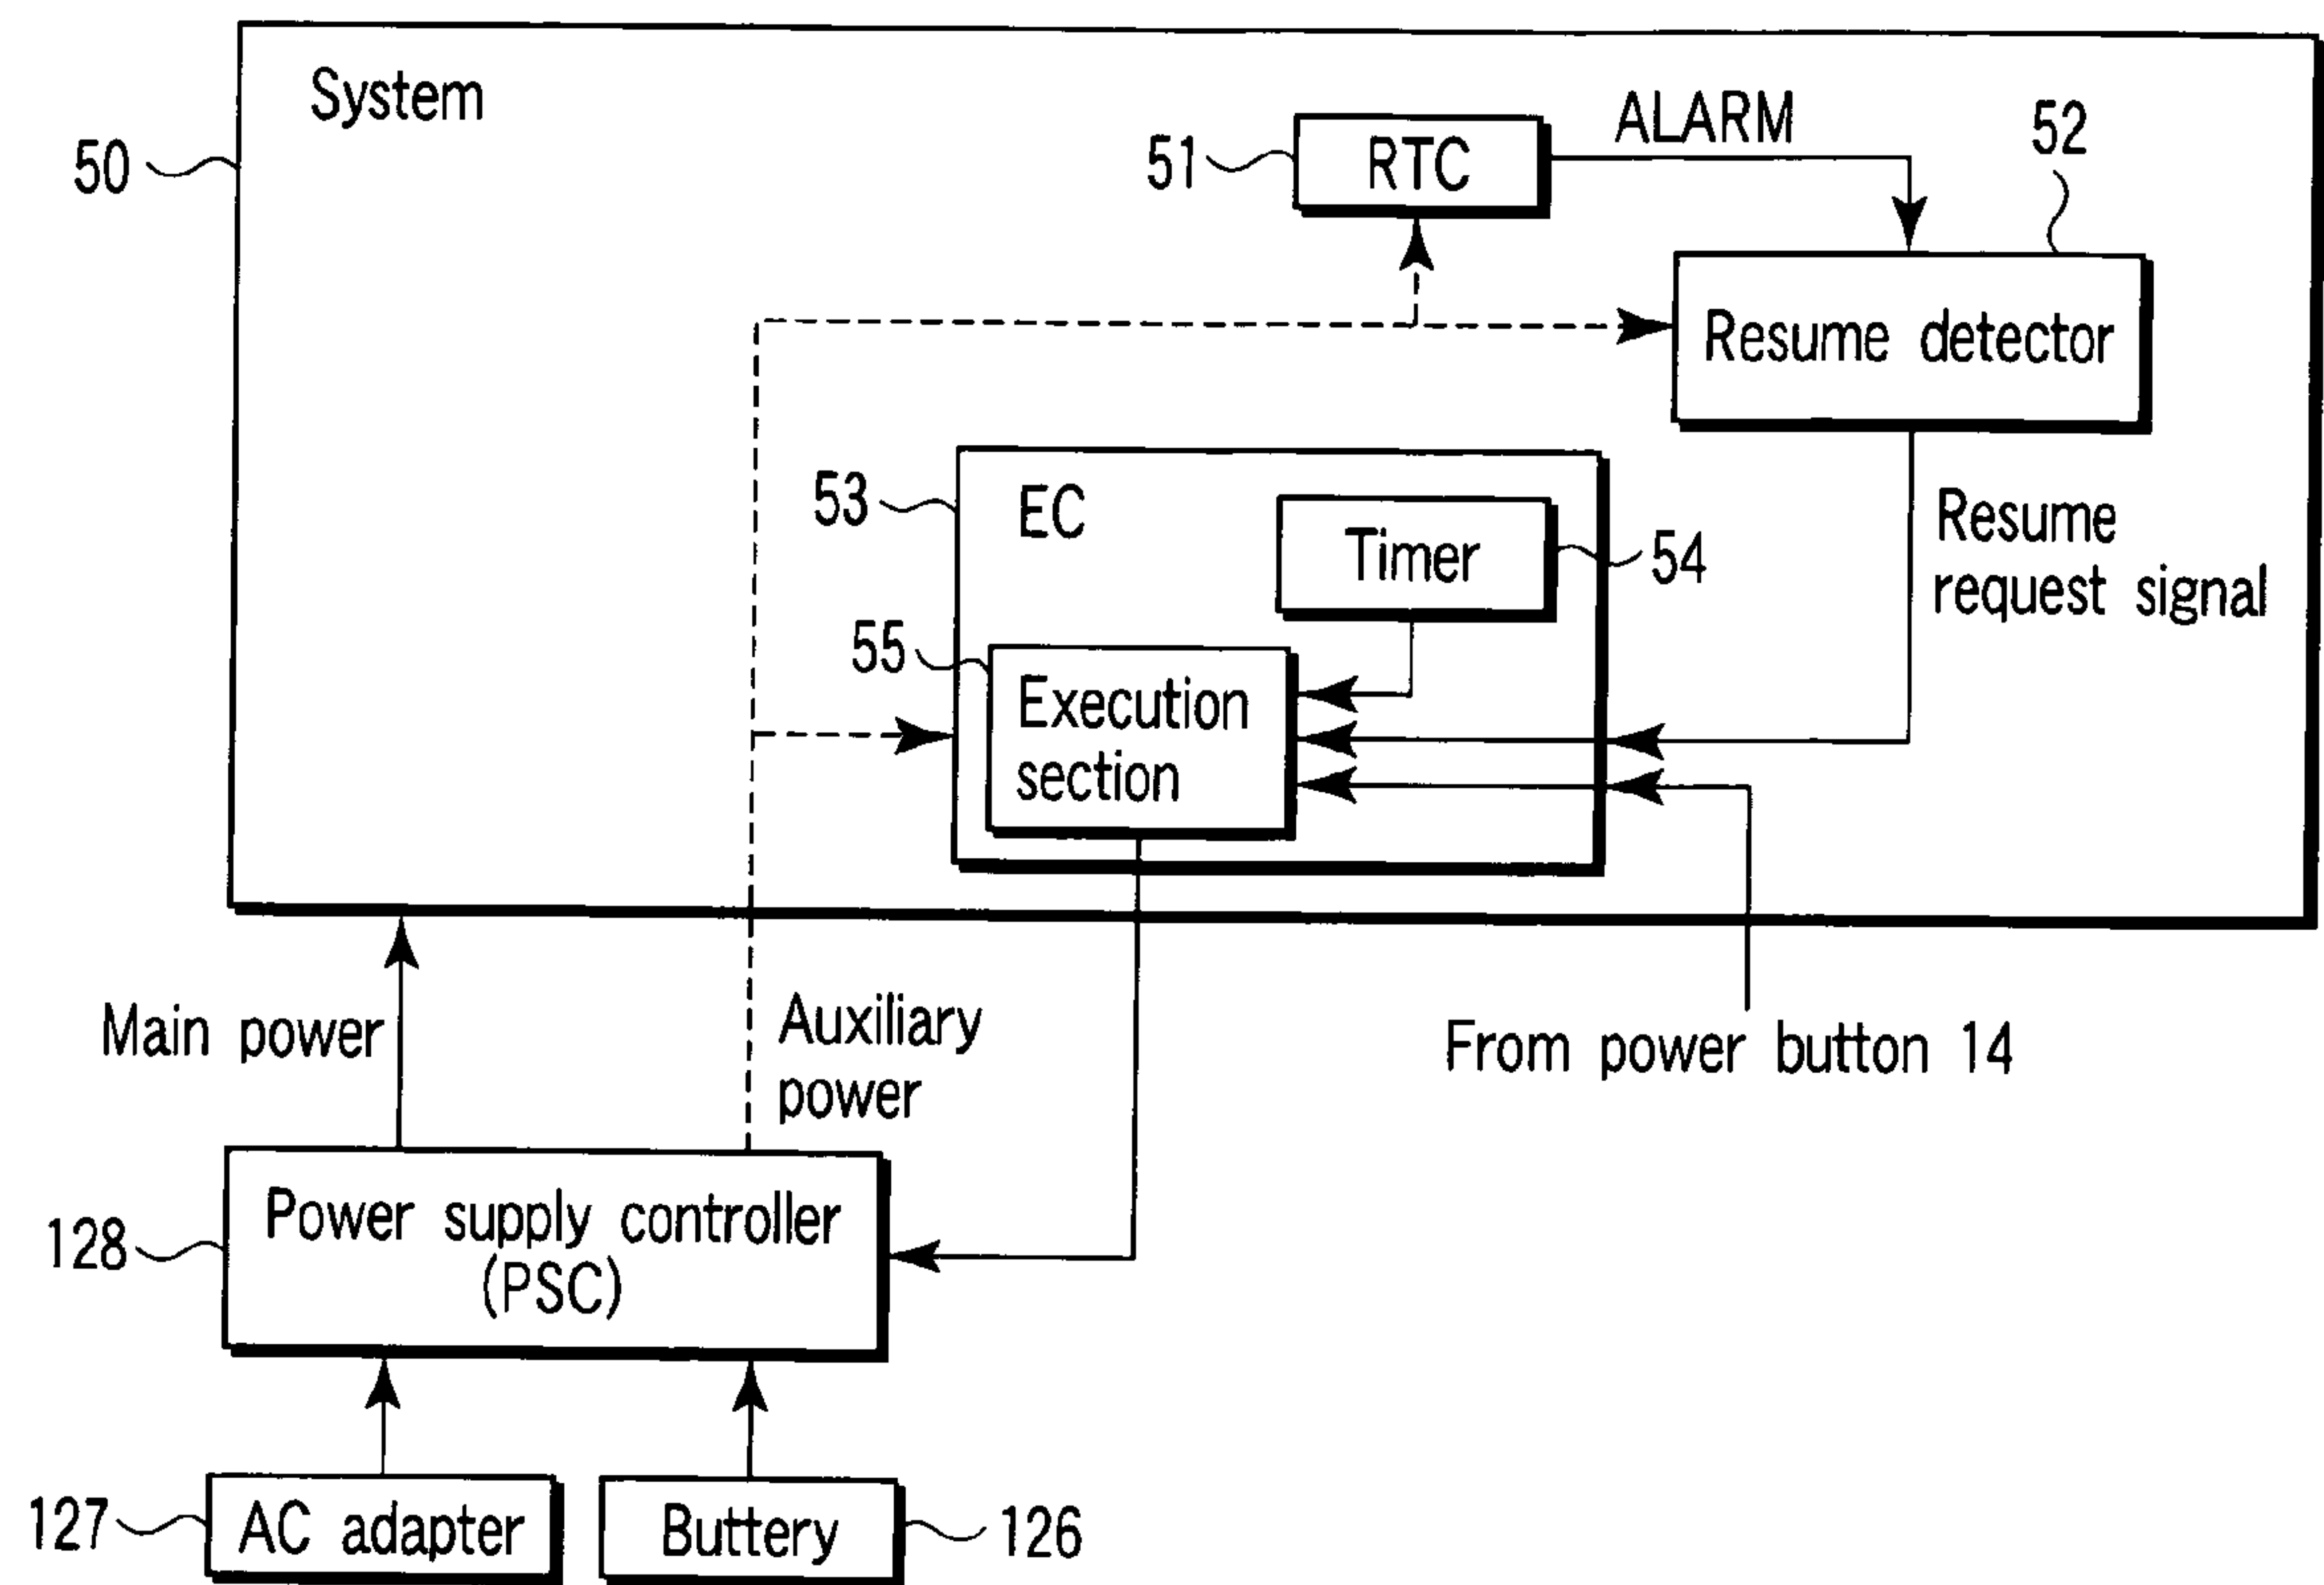 System
50
51
RTC
ALARM
52
Resume detector
53
EC
Timer
54
Resume
request signal
55
Execution
section
Main power
Auxiliary
power
From power button 14
128
Power supply controller
(PSC)
127
AC adapter
Buttery
126